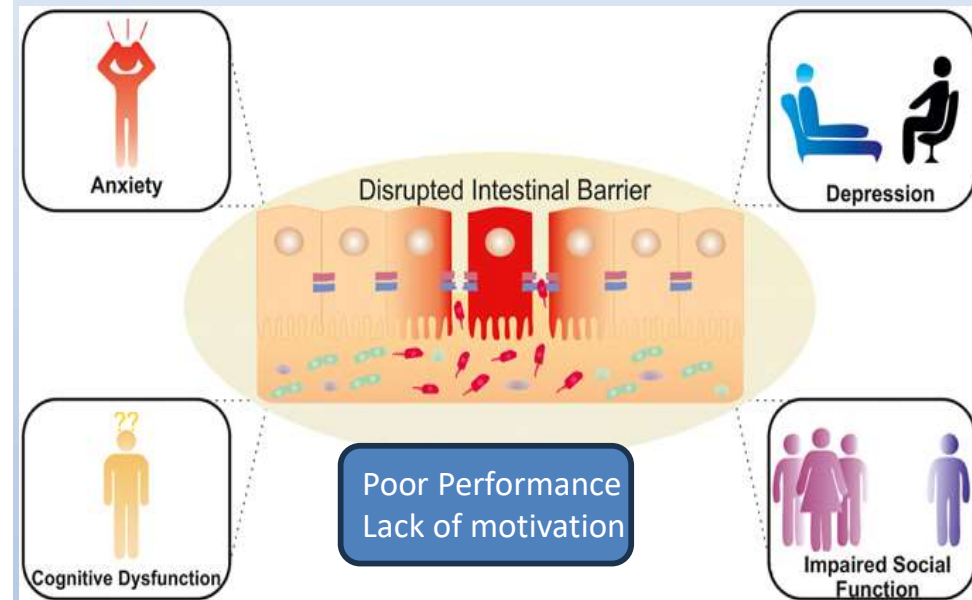 Anxiety
Depression
Disrupted Intestinal Barrier
??
Cognitive Dysfunction
Poor Performance
Lack of motivation
Impaired Social
Function